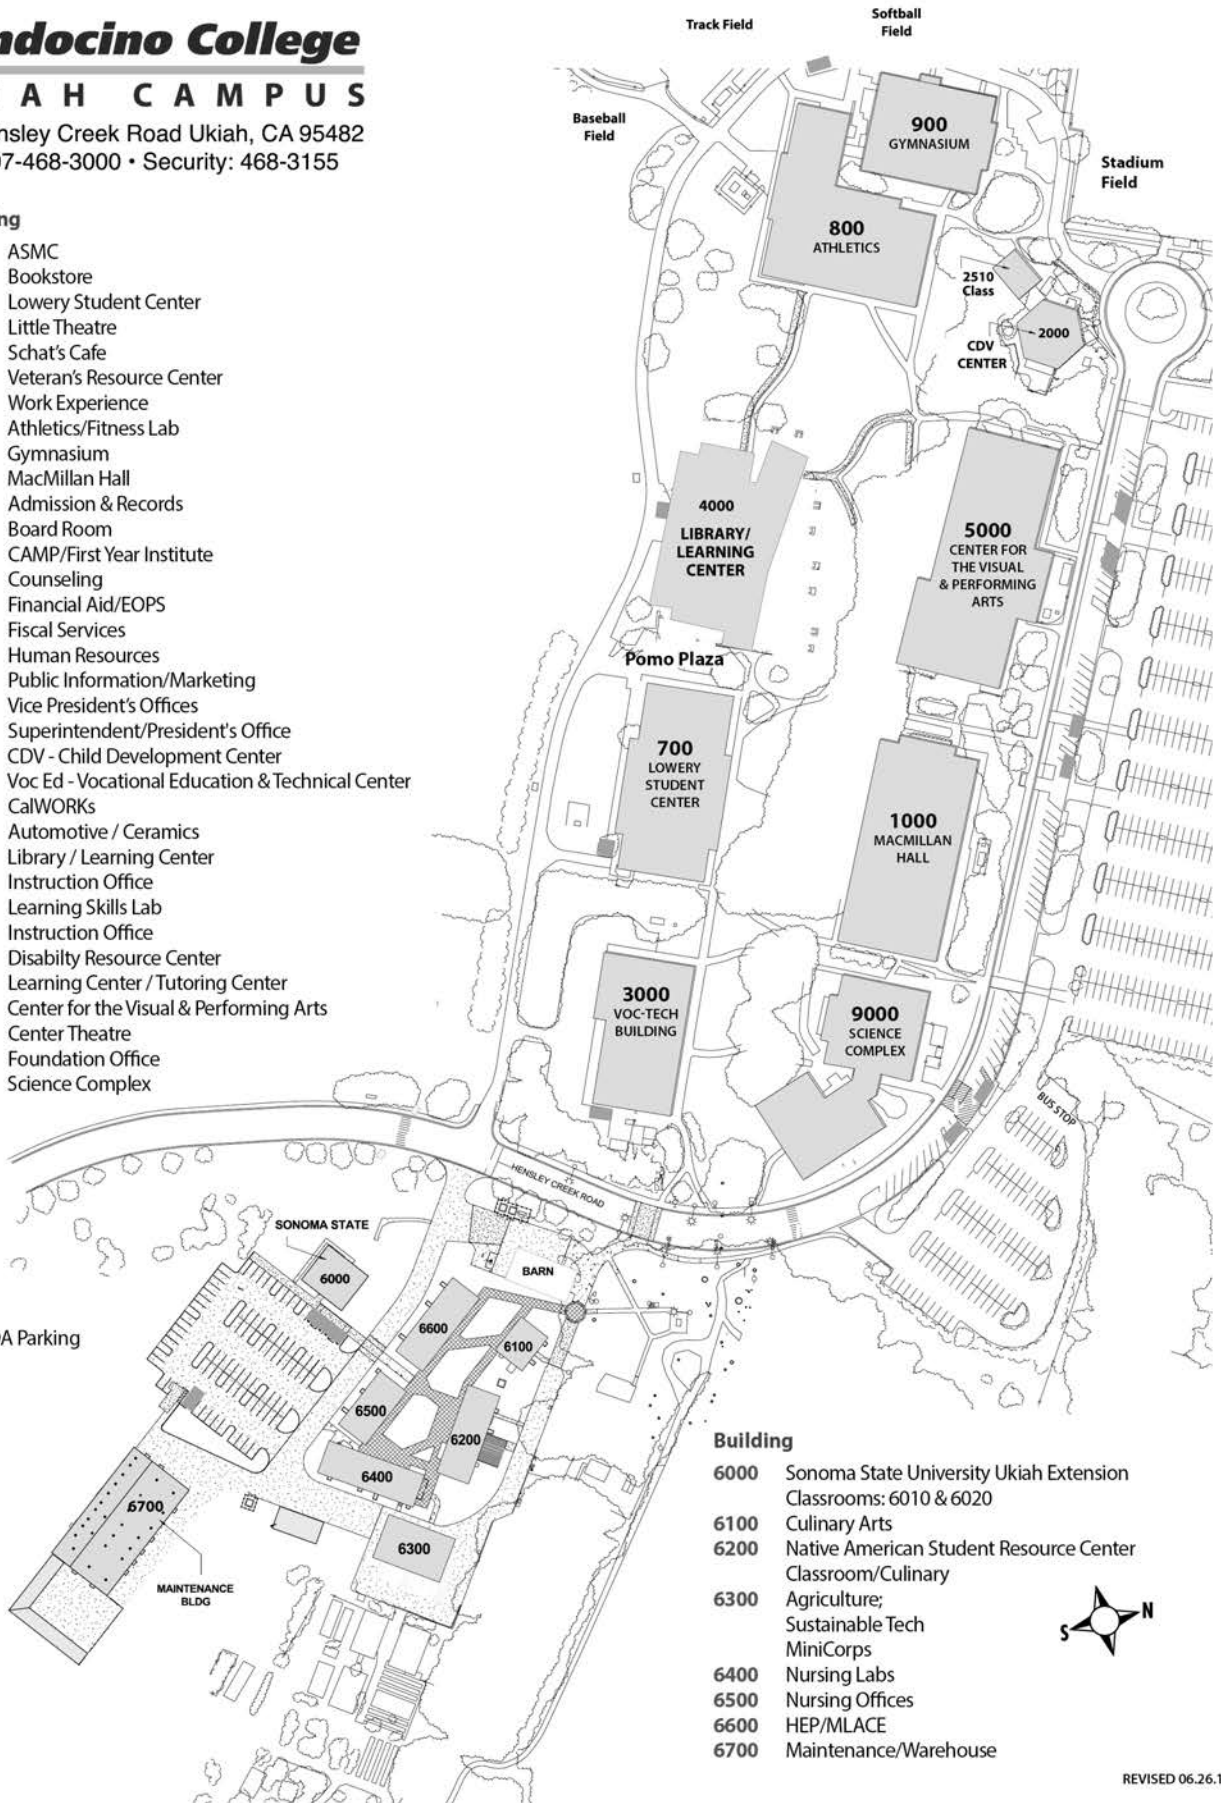 ndocino College
AH CAMPUS
nsley Creek Road Ukiah, CA 95482
07-468-3000 • Security: 468-3155
ng
ASMC
Bookstore
Lowery Student Center
Little Theatre
Schat's Cafe
Veteran's Resource Center
Work Experience
Athletics/Fitness Lab
Gymnasium
MacMillan Hall
Admission & Records
Board Room
CAMP/First Year Institute
Counseling
Financial Aid/EOPS
Fiscal Services
Human Resources
Public Information/Marketing
Vice President's Offices
Superintendent/President's Office
CDV - Child Development Center
Voc Ed - Vocational Education & Technical Center
CalWORKs
Automotive / Ceramics
Library / Learning Center
Instruction Office
Learning Skills Lab
Instruction Office
Disabilty Resource Center
Learning Center / Tutoring Center
Center for the Visual & Performing Arts
Center Theatre
Foundation Office
Science Complex
A Parking
Track Field
Softball
Field
Baseball
Field
900
GYMNASIUM
Stadium
Field
800
ATHLETICS
2510
Class
2000
CDV
CENTER
4000
LIBRARY/
LEARNING
CENTER
5000
CENTER FOR
THE VISUAL
& PERFORMING
ARTS
Pomo Plaza
700
LOWERY
STUDENT
CENTER
1000
MACMILLAN
HALL
3000
VOC-TECH
BUILDING
9000
SCIENCE
COMPLEX
BUS STOP
HENSLEY CREEK ROAD
SONOMA STATE
6000
BARN
6600
6100
6500
6200
6400
6700
6300
MAINTENANCE
BLDG
Building
6000 Sonoma State University Ukiah Extension
Classrooms: 6010 & 6020
6100 Culinary Arts
6200 Native American Student Resource Center
Classroom/Culinary
6300 Agriculture;
Sustainable Tech
MiniCorps
6400 Nursing Labs
6500 Nursing Offices
6600 HEP/MLACE
6700 Maintenance/Warehouse
S N
REVISED 06.26.1